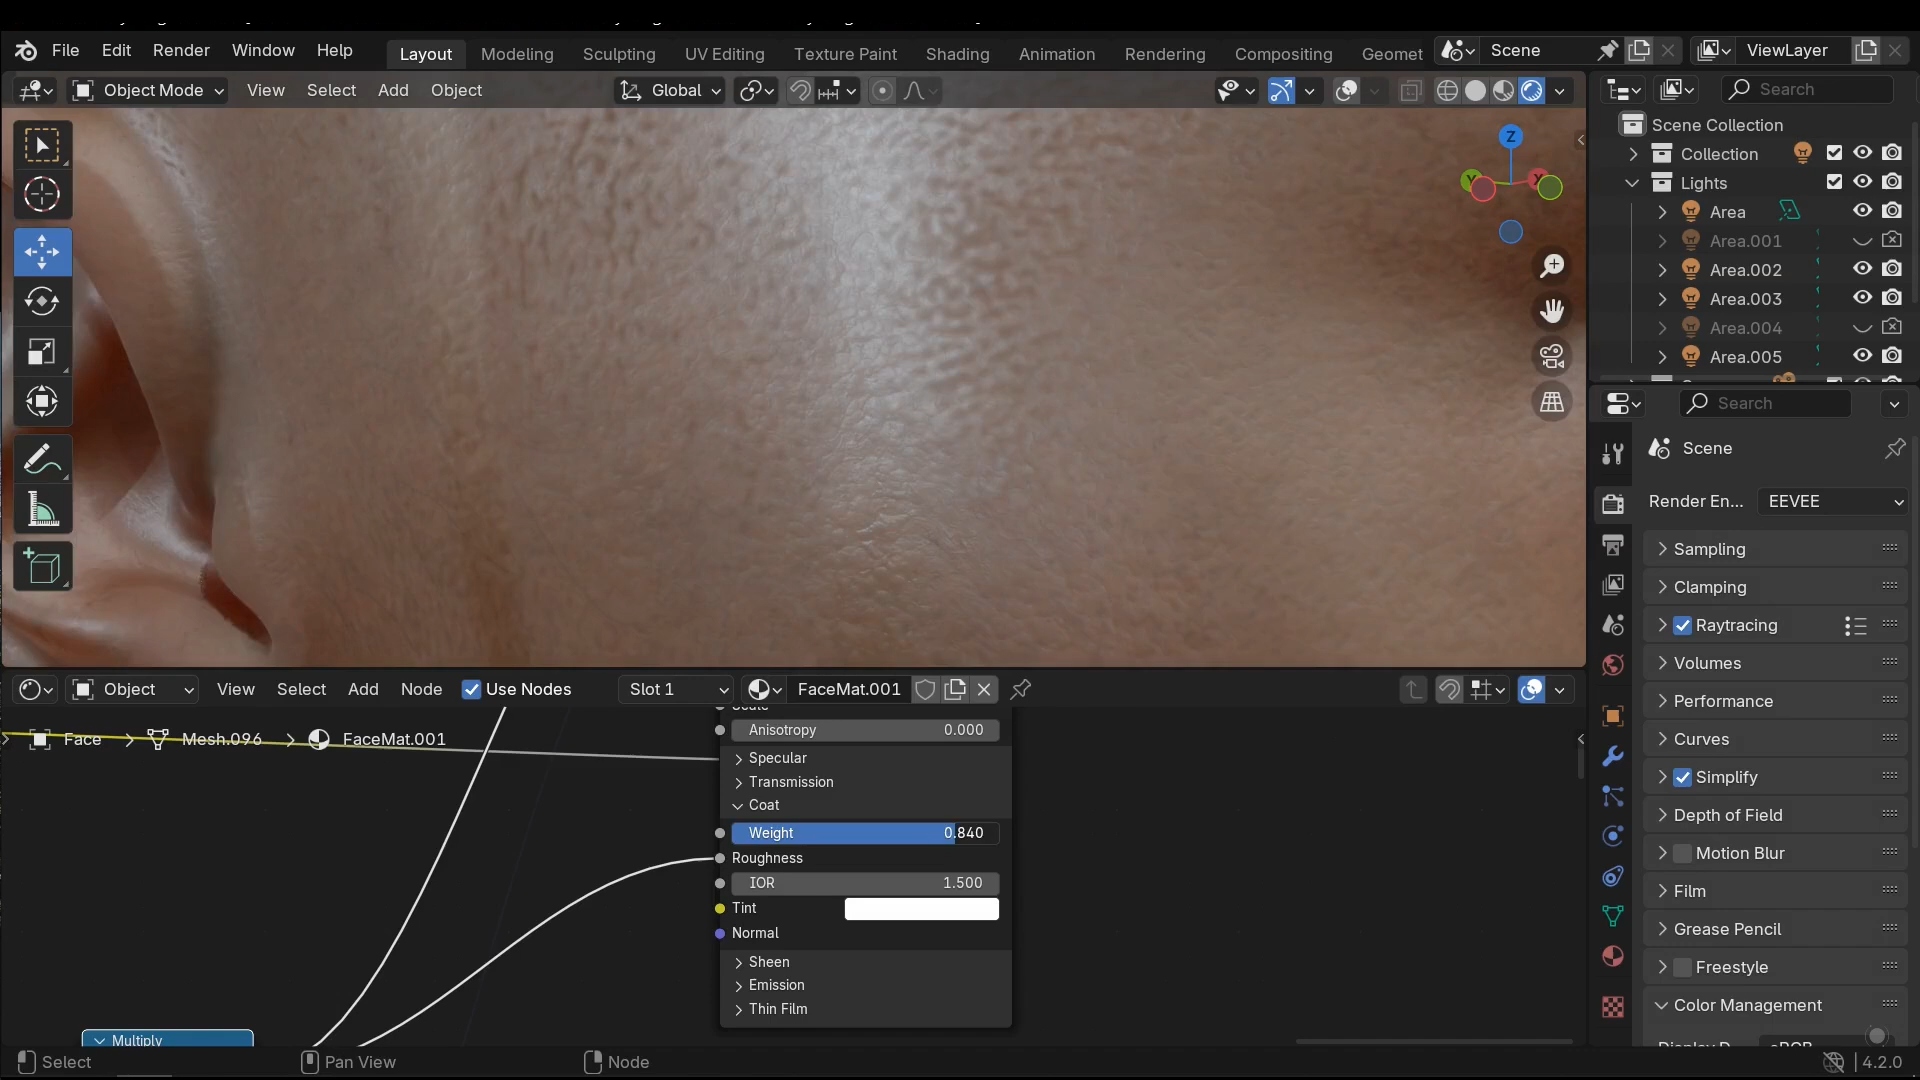 File Edit Render Window Help Layout Modeling Sculpting UV Editing Texture Paint Shading Animation Rendering Compositing Geomet Scene ViewLayer
Object Mode View Select Add Object Global
Search
Scene Collection
Collection
Lights
Area
Area.001
Area.002
Area.003
Area.004
Area.005
Z
Y
X
Search
Scene
Render En... EEVEE
Sampling
Clamping
Raytracing
Volumes
Performance
Curves
Simplify
Depth of Field
Motion Blur
Film
Grease Pencil
Freestyle
Color Management
Object View Select Add Node Use Nodes Slot 1 FaceMat.001
Face Mesh.096 FaceMat.001
Anisotropy 0.000
Specular
Transmission
Coat
Weight 0.840
Roughness
IOR 1.500
Tint
Normal
Sheen
Emission
Thin Film
Multiply
Select Pan View Node 4.2.0